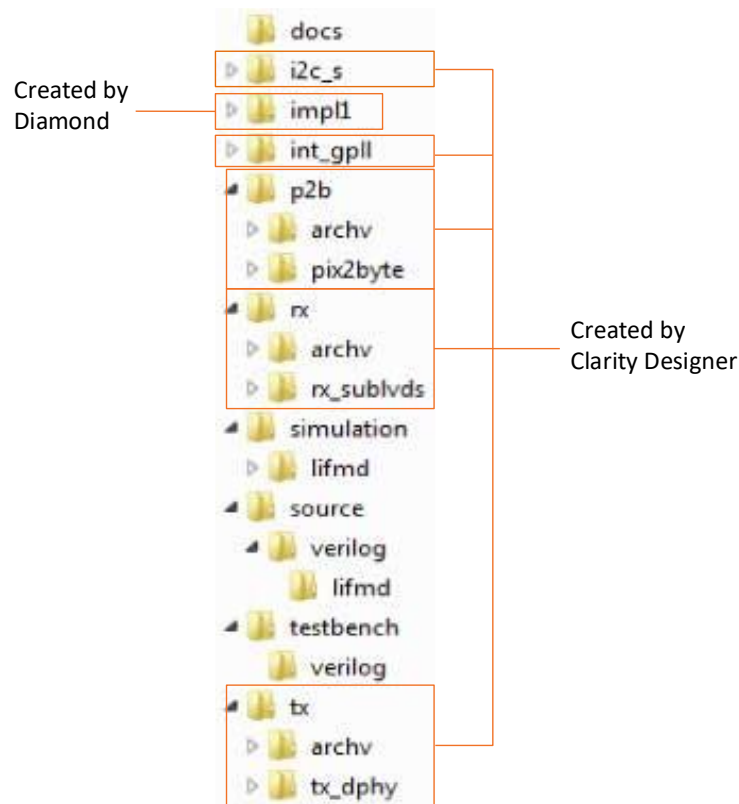 docs
i2c_s
Created by
Diamond
impl1
int_gpll
p2b
archv
pix2byte
rx
archv
rx_sublvds
Created by
Clarity Designer
simulation
lifmd
source
verilog
lifmd
testbench
verilog
tx
archv
tx_dphy